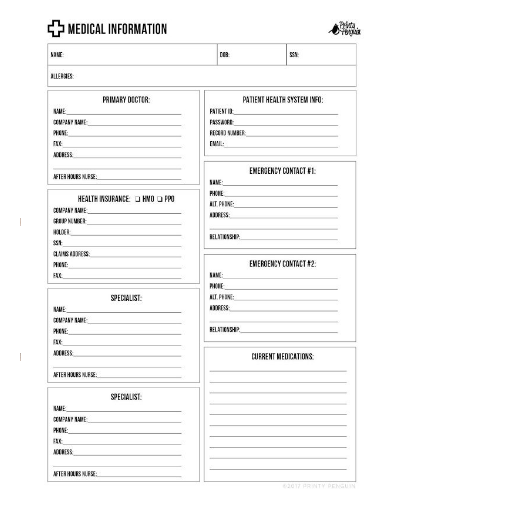 MEDICAL INFORMATION
Printy Penguin
NAME: DOB: SSN:
ALLERGIES:
PRIMARY DOCTOR:
NAME:
COMPANY NAME:
PHONE:
FAX:
ADDRESS:
AFTER HOURS NURSE:
HEALTH INSURANCE: ❏ HMO ❏ PPO
COMPANY NAME:
GROUP NUMBER:
HOLDER:
SSN:
CLAIMS ADDRESS:
PHONE:
FAX:
SPECIALIST:
NAME:
COMPANY NAME:
PHONE:
FAX:
ADDRESS:
AFTER HOURS NURSE:
SPECIALIST:
NAME:
COMPANY NAME:
PHONE:
FAX:
ADDRESS:
AFTER HOURS NURSE:
PATIENT HEALTH SYSTEM INFO:
PATIENT ID:
PASSWORD:
RECORD NUMBER:
EMAIL:
EMERGENCY CONTACT #1:
NAME:
PHONE:
ALT. PHONE:
ADDRESS:
RELATIONSHIP:
EMERGENCY CONTACT #2:
NAME:
PHONE:
ALT. PHONE:
ADDRESS:
RELATIONSHIP:
CURRENT MEDICATIONS:
©2017 PRINTY PENGUIN